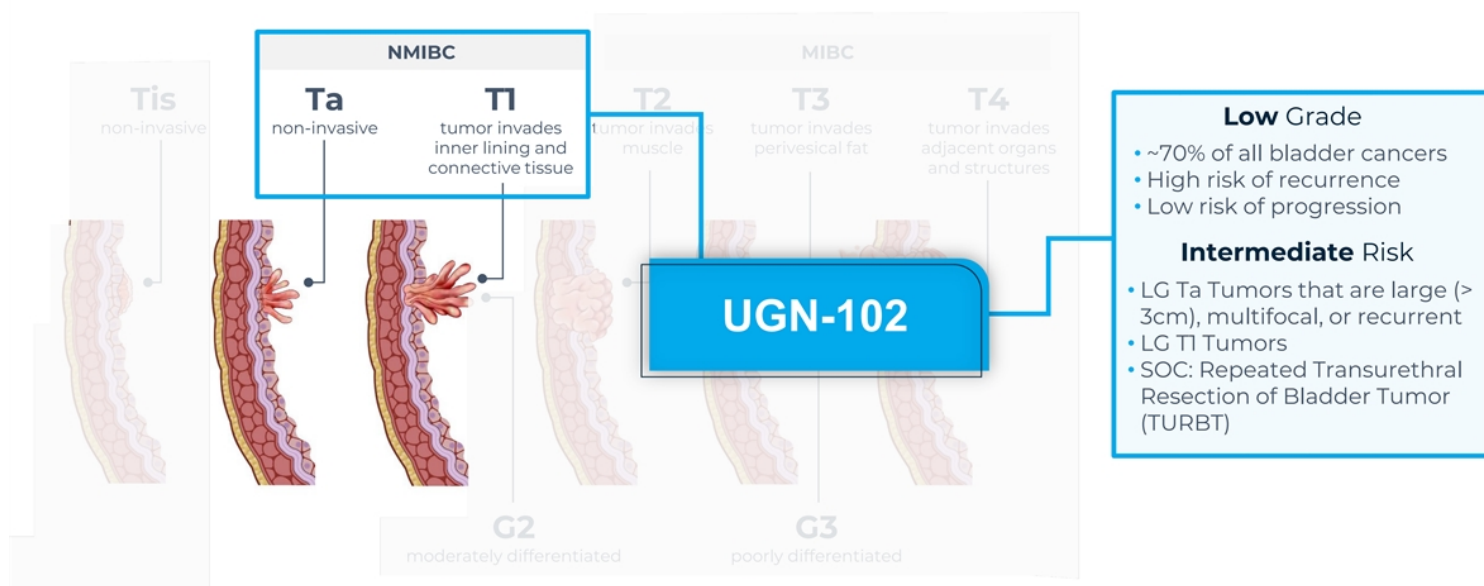 NMIBC
MIBC
Tis
non-invasive
Ta
non-invasive
T1
tumor invades
inner lining and
connective tissue
T2
tumor invades
muscle
T3
tumor invades
perivesical fat
T4
tumor invades
adjacent organs
and structures
UGN-102
G2
moderately differentiated
G3
poorly differentiated
Low Grade
• ~70% of all bladder cancers
• High risk of recurrence
• Low risk of progression
Intermediate Risk
• LG Ta Tumors that are large (>
3cm), multifocal, or recurrent
• LG T1 Tumors
• SOC: Repeated Transurethral
Resection of Bladder Tumor
(TURBT)